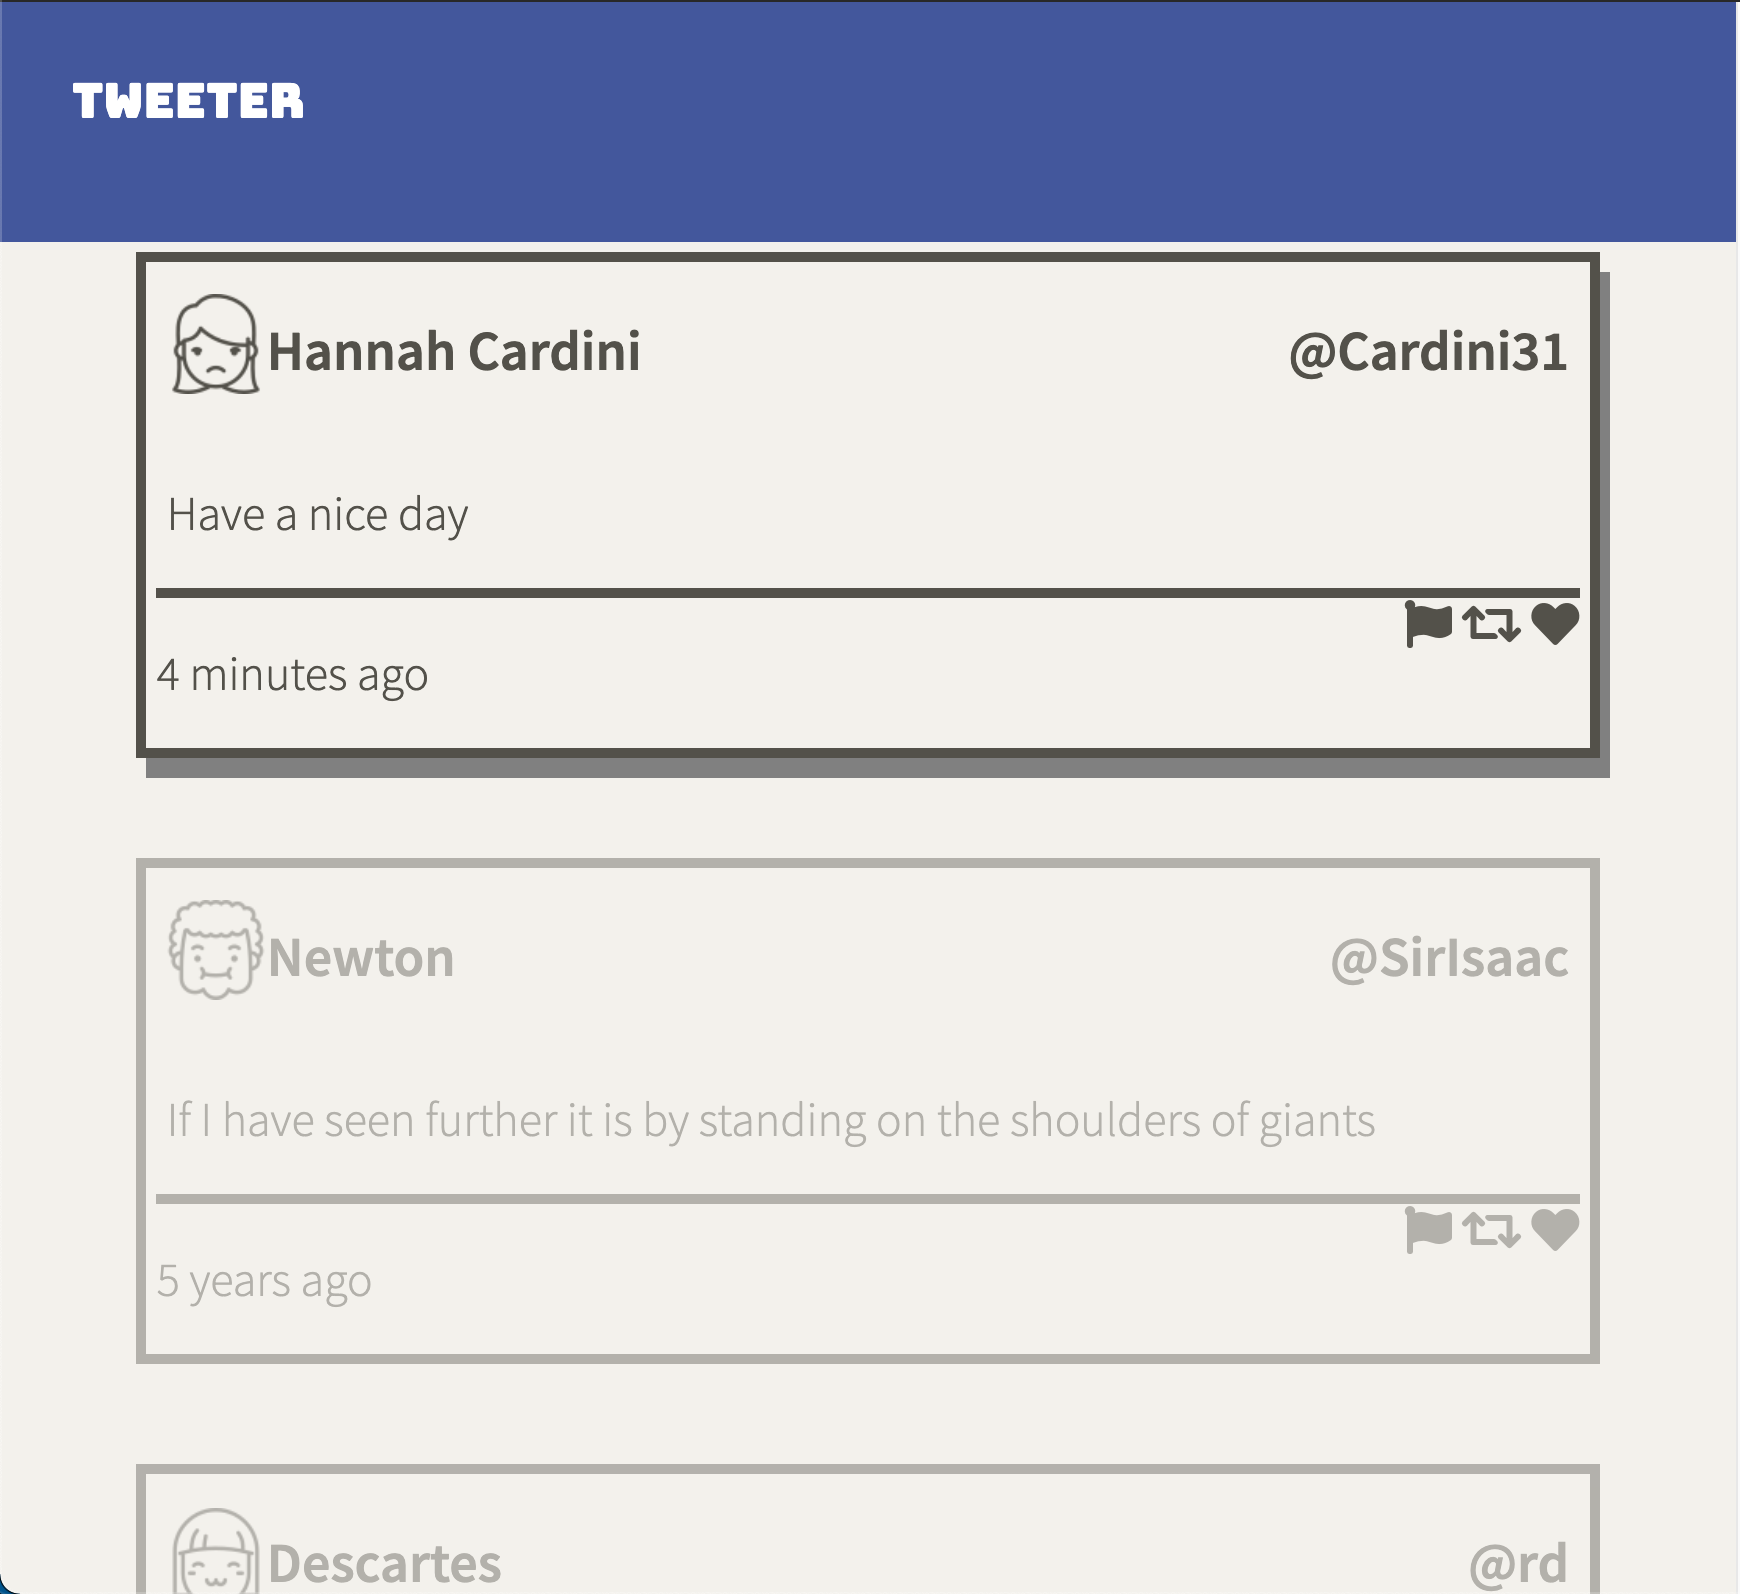 TWEETER
Hannah Cardini @Cardini31
Have a nice day
4 minutes ago
Newton @SirIsaac
If I have seen further it is by standing on the shoulders of giants
5 years ago
Descartes @rd